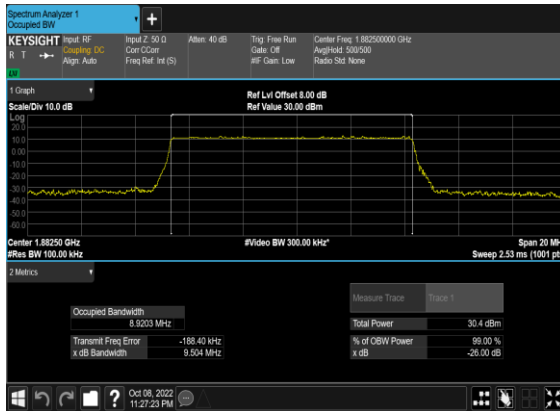 Spectrum Analyzer 1
Occupied BW
KEYSIGHT Input: RF Input Z: 50 Ω Atten: 40 dB Trig: Free Run Center Freq: 1.882500000 GHz
R T Coupling: DC Corr CCorr Gate: Off Avg|Hold: 500/500
Align: Auto Freq Ref: Int (S) #IF Gain: Low Radio Std: None
1 Graph
Ref Lvl Offset 8.00 dB
Scale/Div 10.0 dB Ref Value 30.00 dBm
Log
20.0
10.0
0.00
-10.0
-20.0
-30.0
-40.0
-50.0
-60.0
Center 1.88250 GHz #Video BW 300.00 kHz* Span 20 MH
#Res BW 100.00 kHz Sweep 2.53 ms (1001 pt
2 Metrics
Measure Trace Trace 1
Occupied Bandwidth
8.9203 MHz Total Power 30.4 dBm
Transmit Freq Error -188.40 kHz % of OBW Power 99.00 %
x dB Bandwidth 9.504 MHz x dB -26.00 dB
Oct 08, 2022
11:27:23 PM